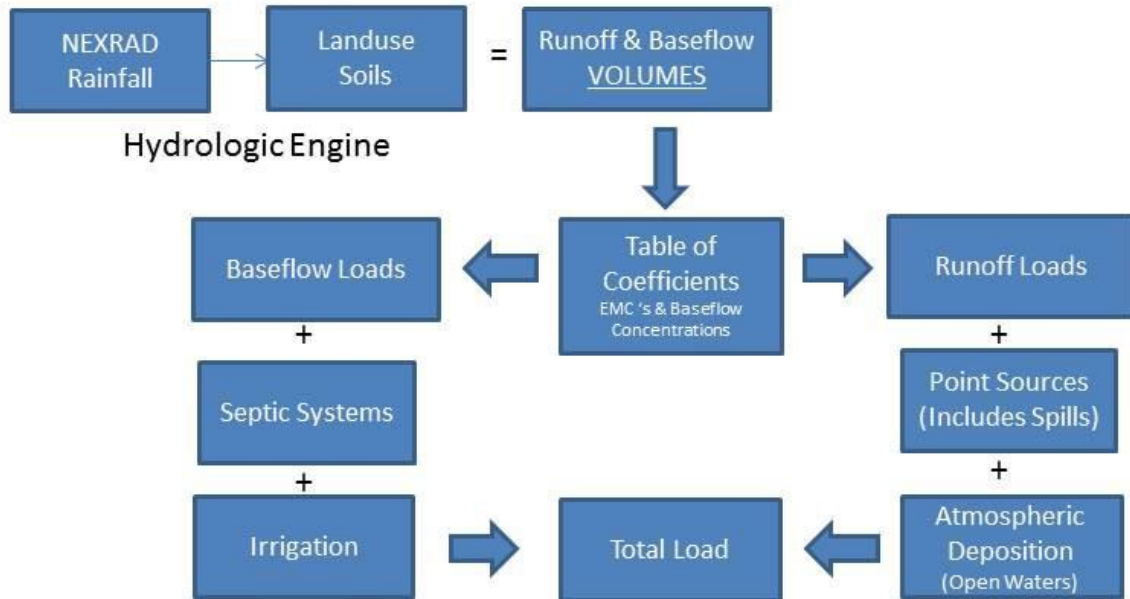 NEXRAD
Rainfall
Landuse
Soils
=
Runoff & Baseflow
VOLUMES
Hydrologic Engine
Baseflow Loads
Table of
Coefficients
EMC 's & Baseflow
Concentrations
Runoff Loads
+
+
Septic Systems
Point Sources
(Includes Spills)
+
+
Irrigation
Total Load
Atmospheric
Deposition
(Open Waters)